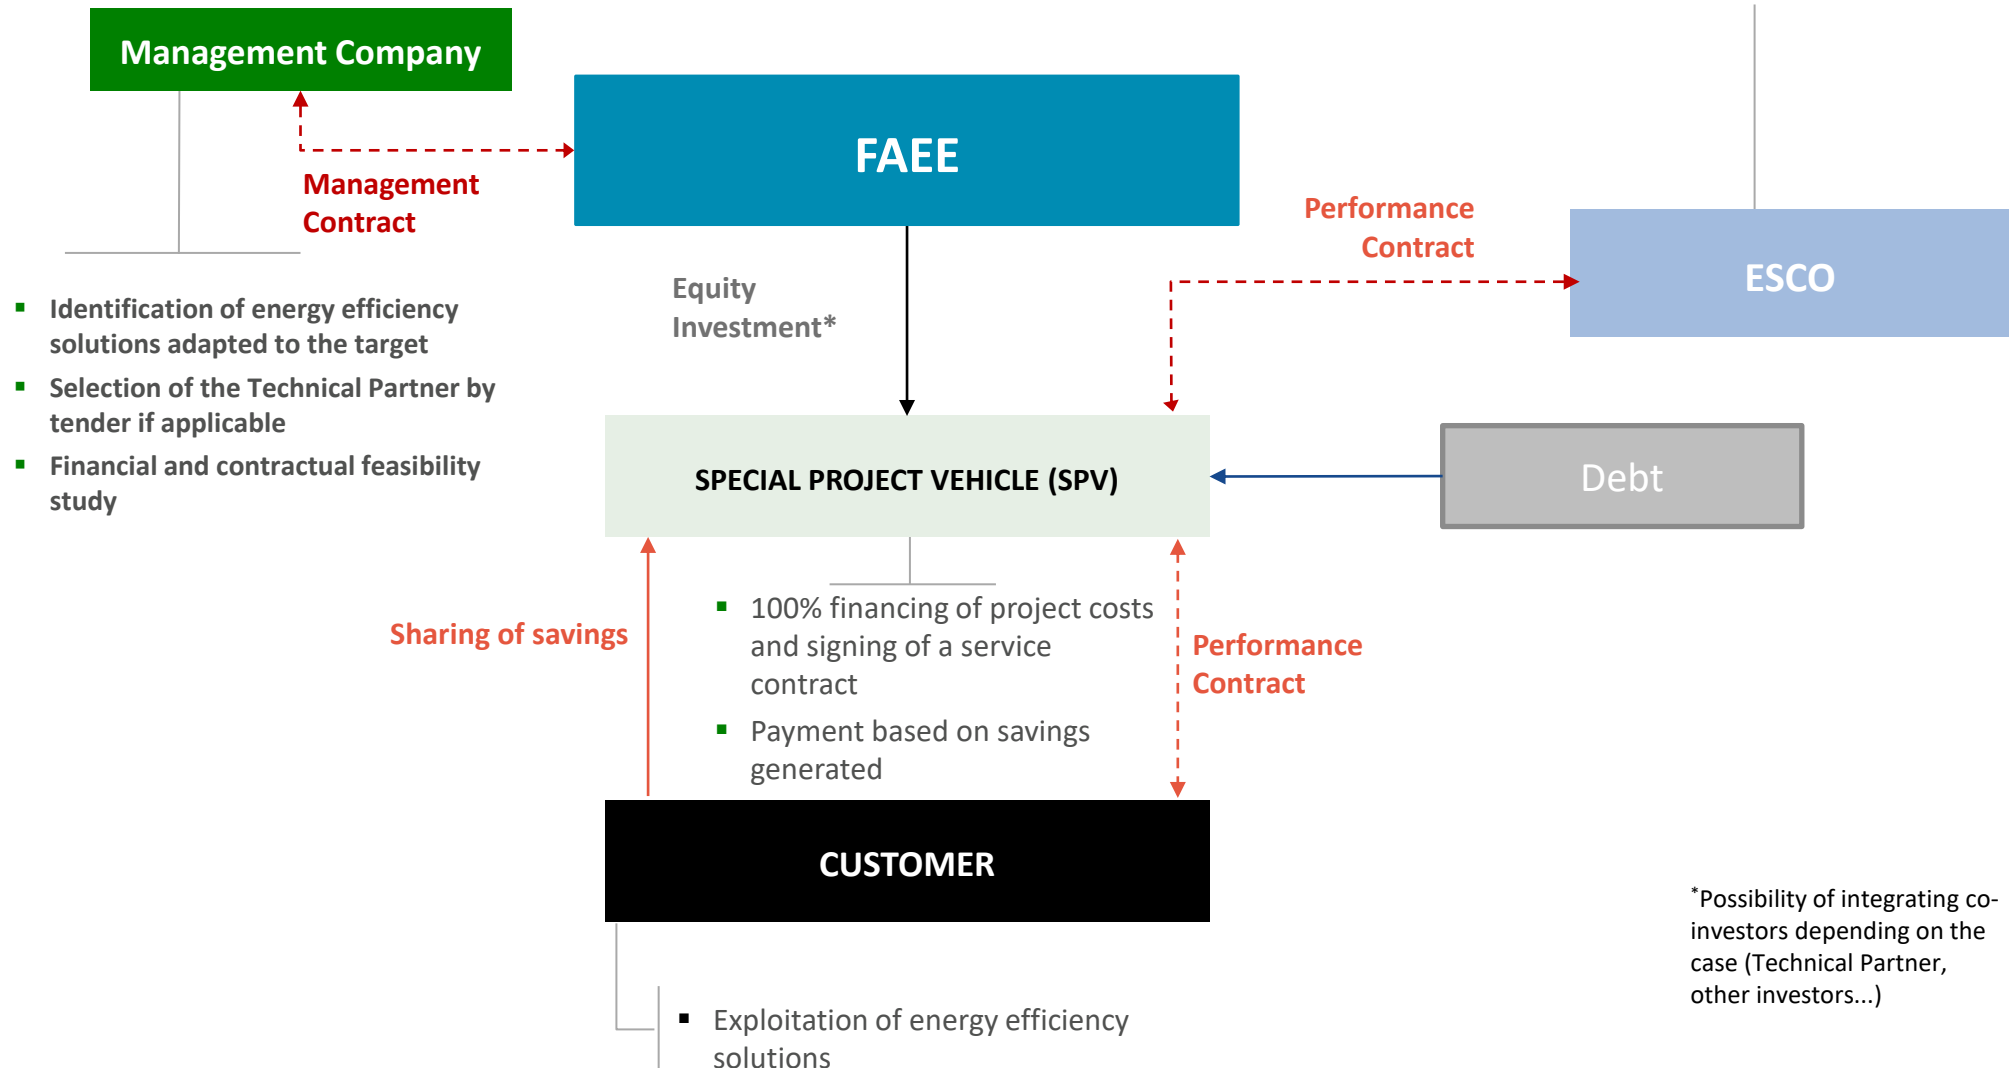 Management Company
FAEE
Management
Contract
Performance
Contract
ESCO
Equity
Investment*
▪ Identification of energy efficiency
solutions adapted to the target
▪ Selection of the Technical Partner by
tender if applicable
▪ Financial and contractual feasibility
study
SPECIAL PROJECT VEHICLE (SPV)
Debt
Sharing of savings
▪ 100% financing of project costs
and signing of a service
contract
▪ Payment based on savings
generated
Performance
Contract
CUSTOMER
*Possibility of integrating co-
investors depending on the
case (Technical Partner,
other investors...)
▪ Exploitation of energy efficiency
solutions